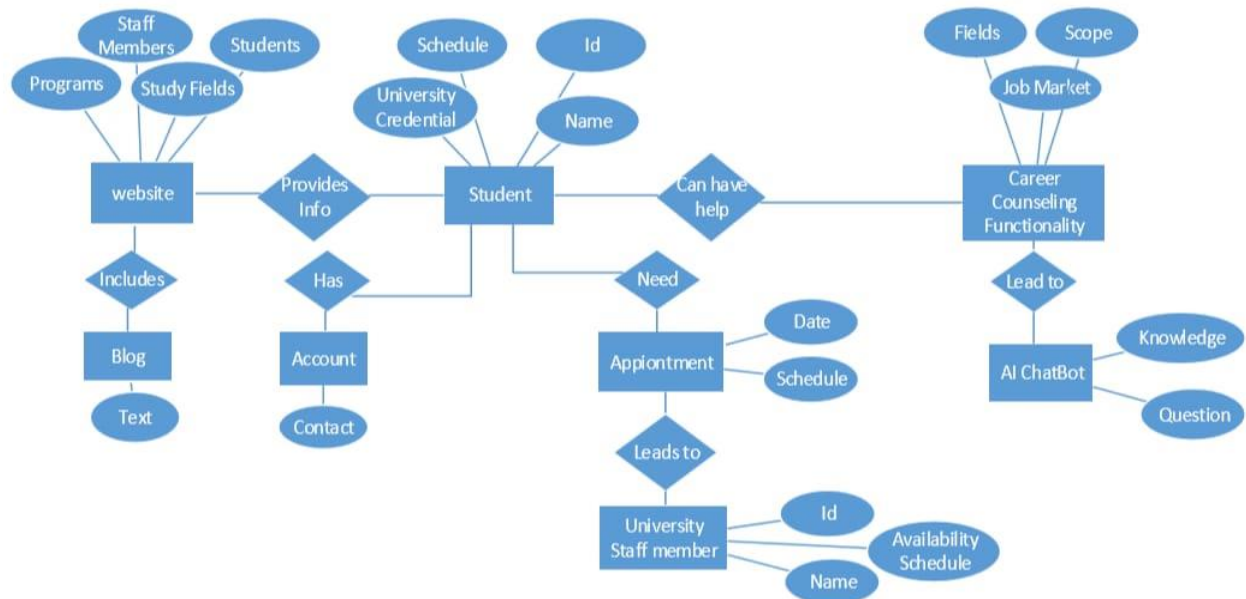 Staff
Members
Students
Programs
Study Fields
Schedule
Id
University
Credential
Name
Fields
Scope
Job Market
website
Provides
Info
Student
Can have
help
Career
Counseling
Functionality
Includes
Has
Need
Lead to
Blog
Account
Appiontment
Date
Schedule
AI ChatBot
Knowledge
Question
Text
Contact
Leads to
University
Staff member
Id
Availability
Schedule
Name